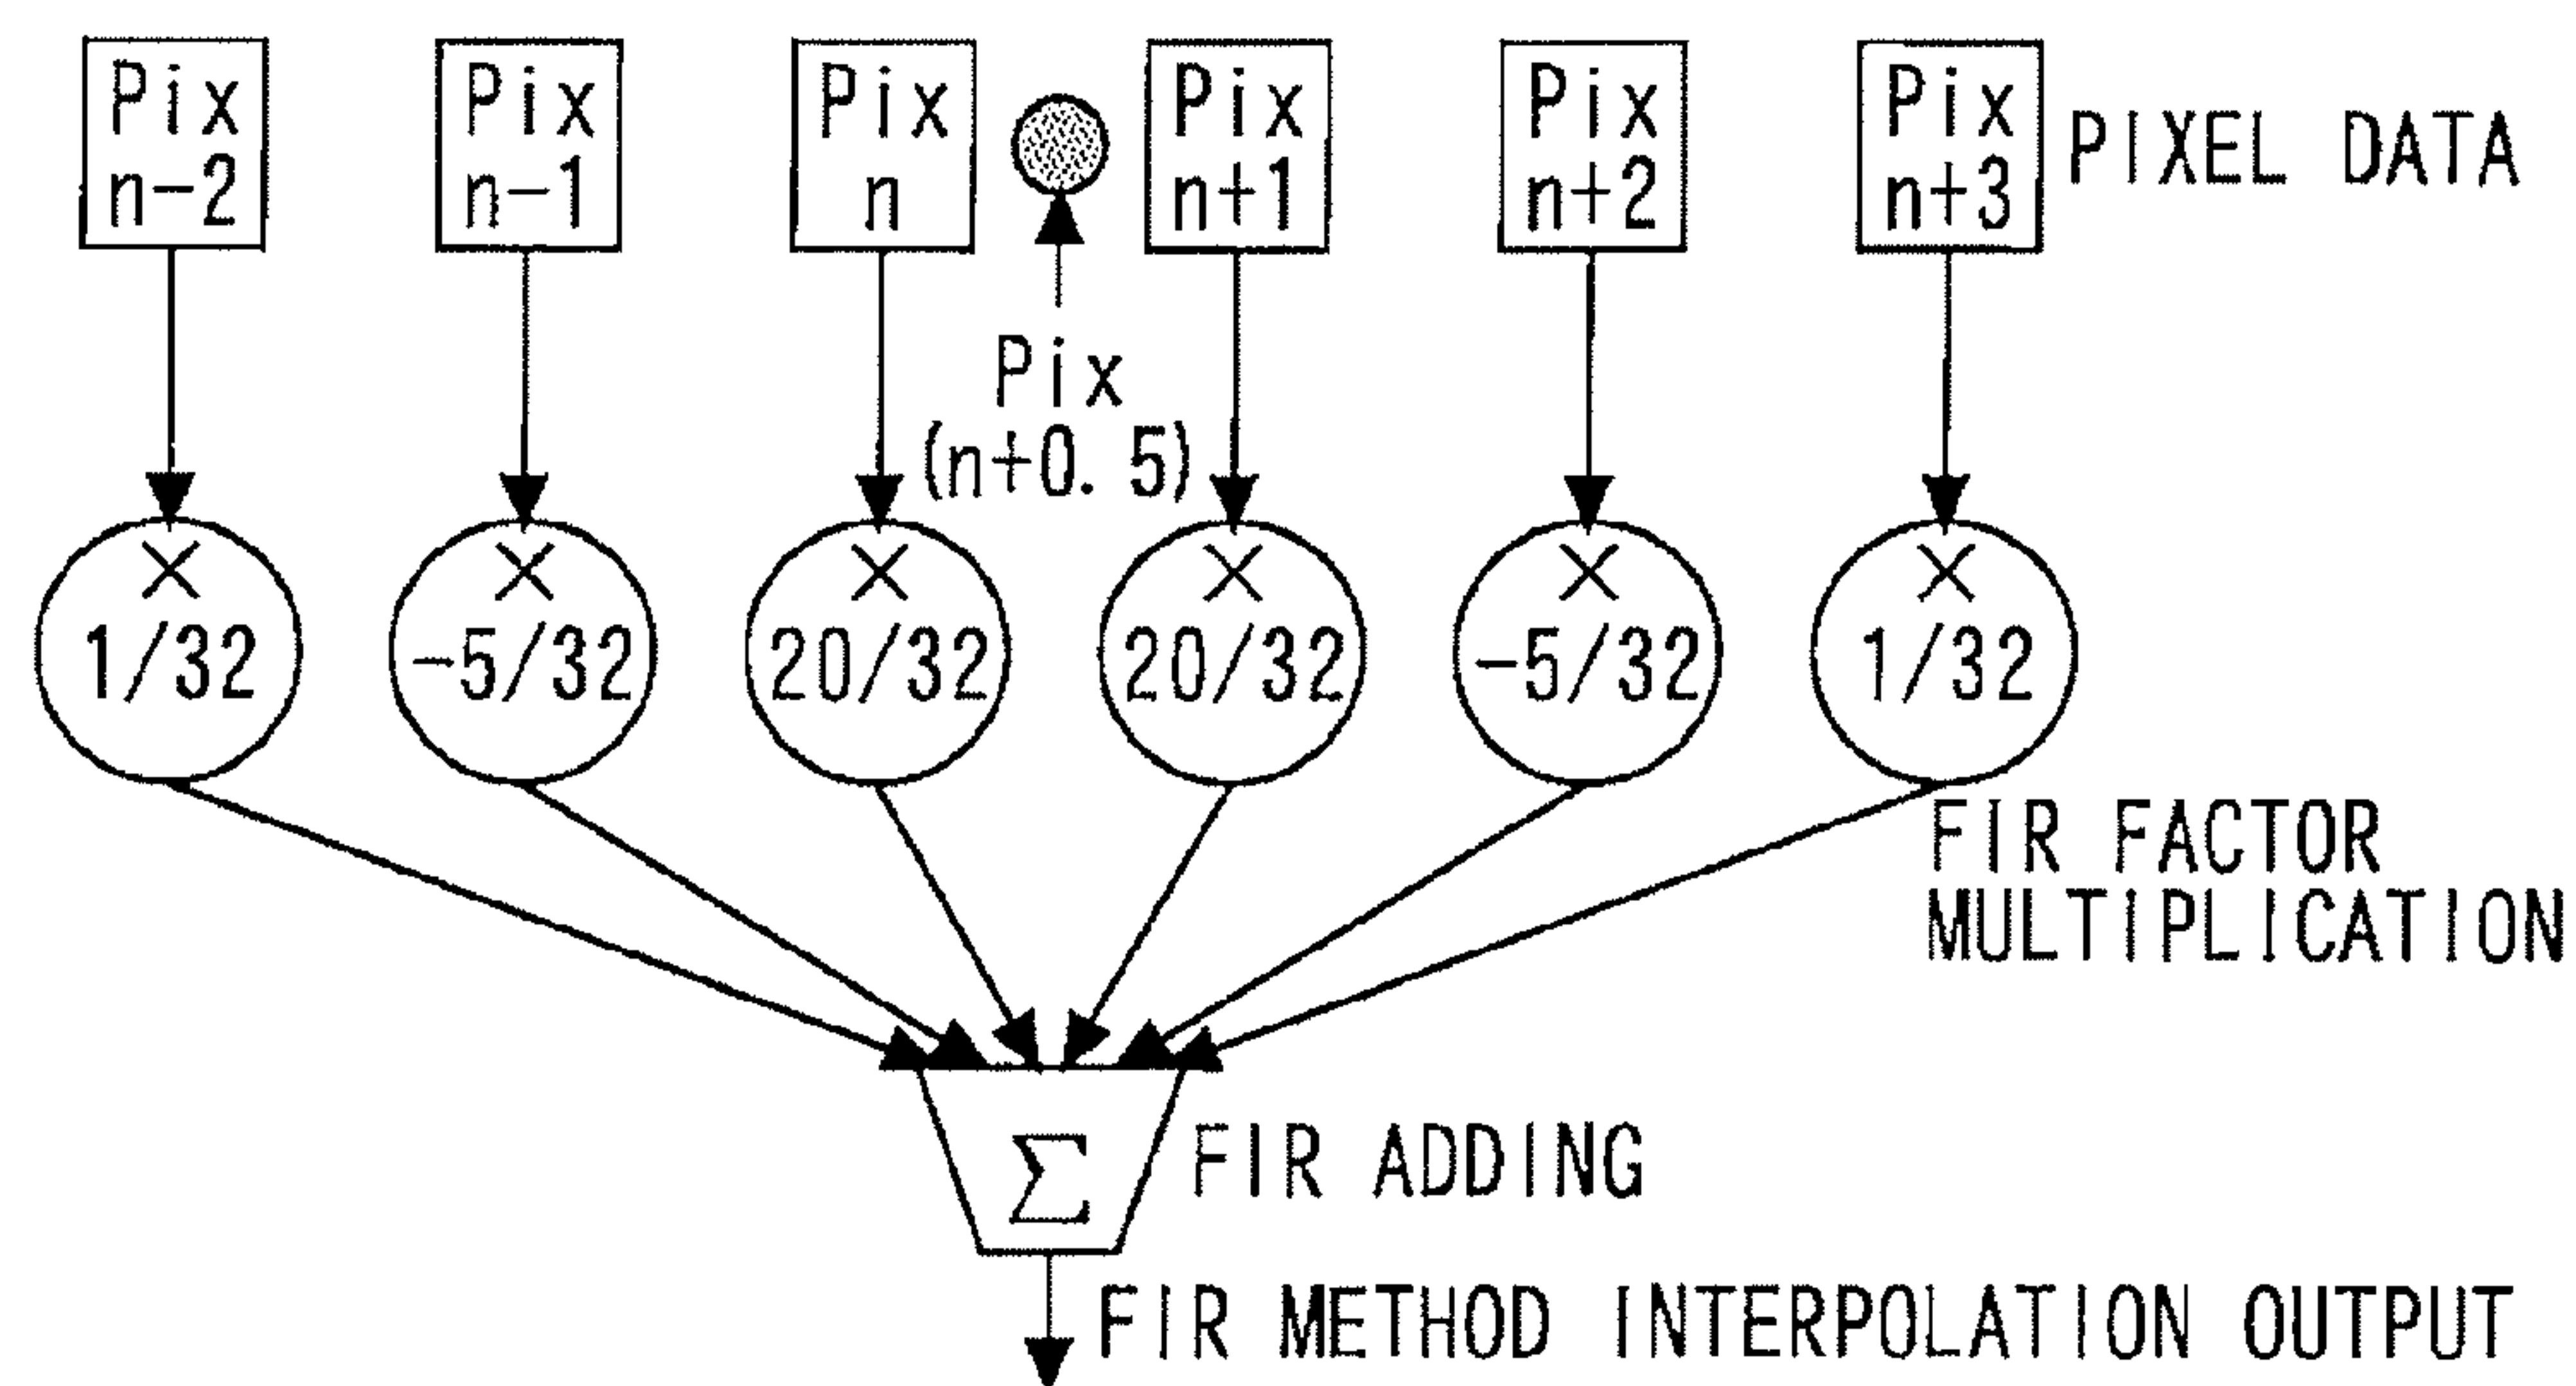 Pix n-2
Pix n-1
Pix n
Pix n+1
Pix n+2
Pix n+3
PIXEL DATA
Pix (n+0.5)
× 1/32
× -5/32
× 20/32
× 20/32
× -5/32
× 1/32
FIR FACTOR
MULTIPLICATION
Σ
FIR ADDING
FIR METHOD INTERPOLATION OUTPUT